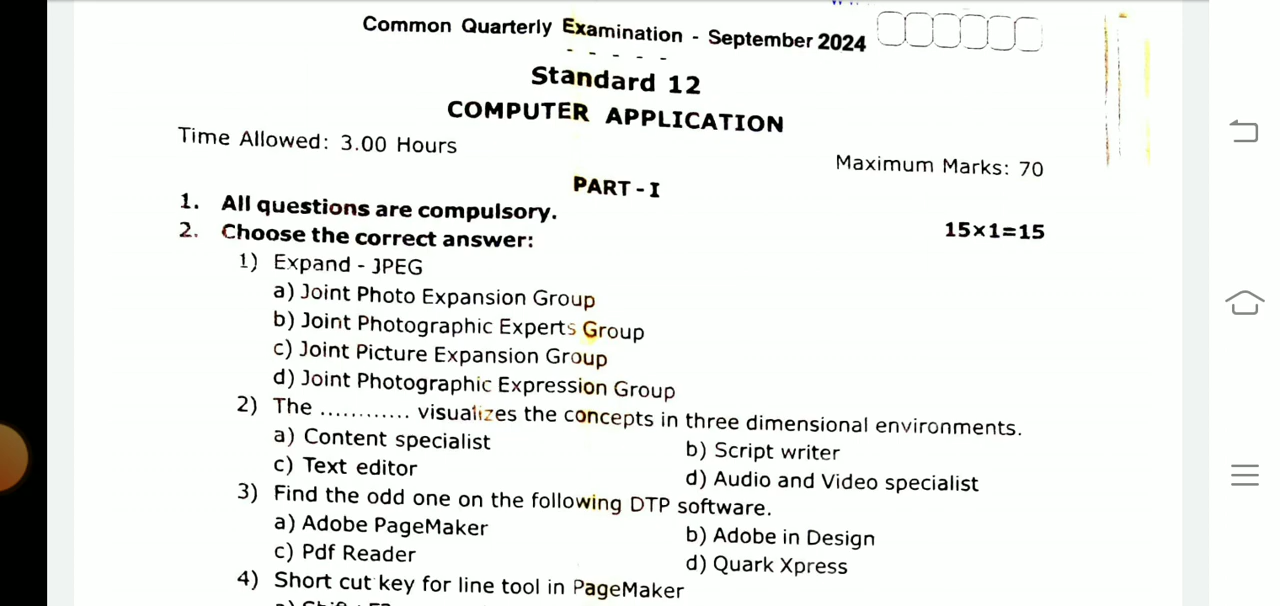 Common Quarterly Examination - September 2024
Standard 12
COMPUTER APPLICATION
Time Allowed: 3.00 Hours
Maximum Marks: 70
PART - I
1. All questions are compulsory.
2. Choose the correct answer:
15×1=15
1) Expand - JPEG
a) Joint Photo Expansion Group
b) Joint Photographic Experts Group
c) Joint Picture Expansion Group
d) Joint Photographic Expression Group
2) The ............ visualizes the concepts in three dimensional environments.
a) Content specialist
b) Script writer
c) Text editor
d) Audio and Video specialist
3) Find the odd one on the following DTP software.
a) Adobe PageMaker
b) Adobe in Design
c) Pdf Reader
d) Quark Xpress
4) Short cut key for line tool in PageMaker